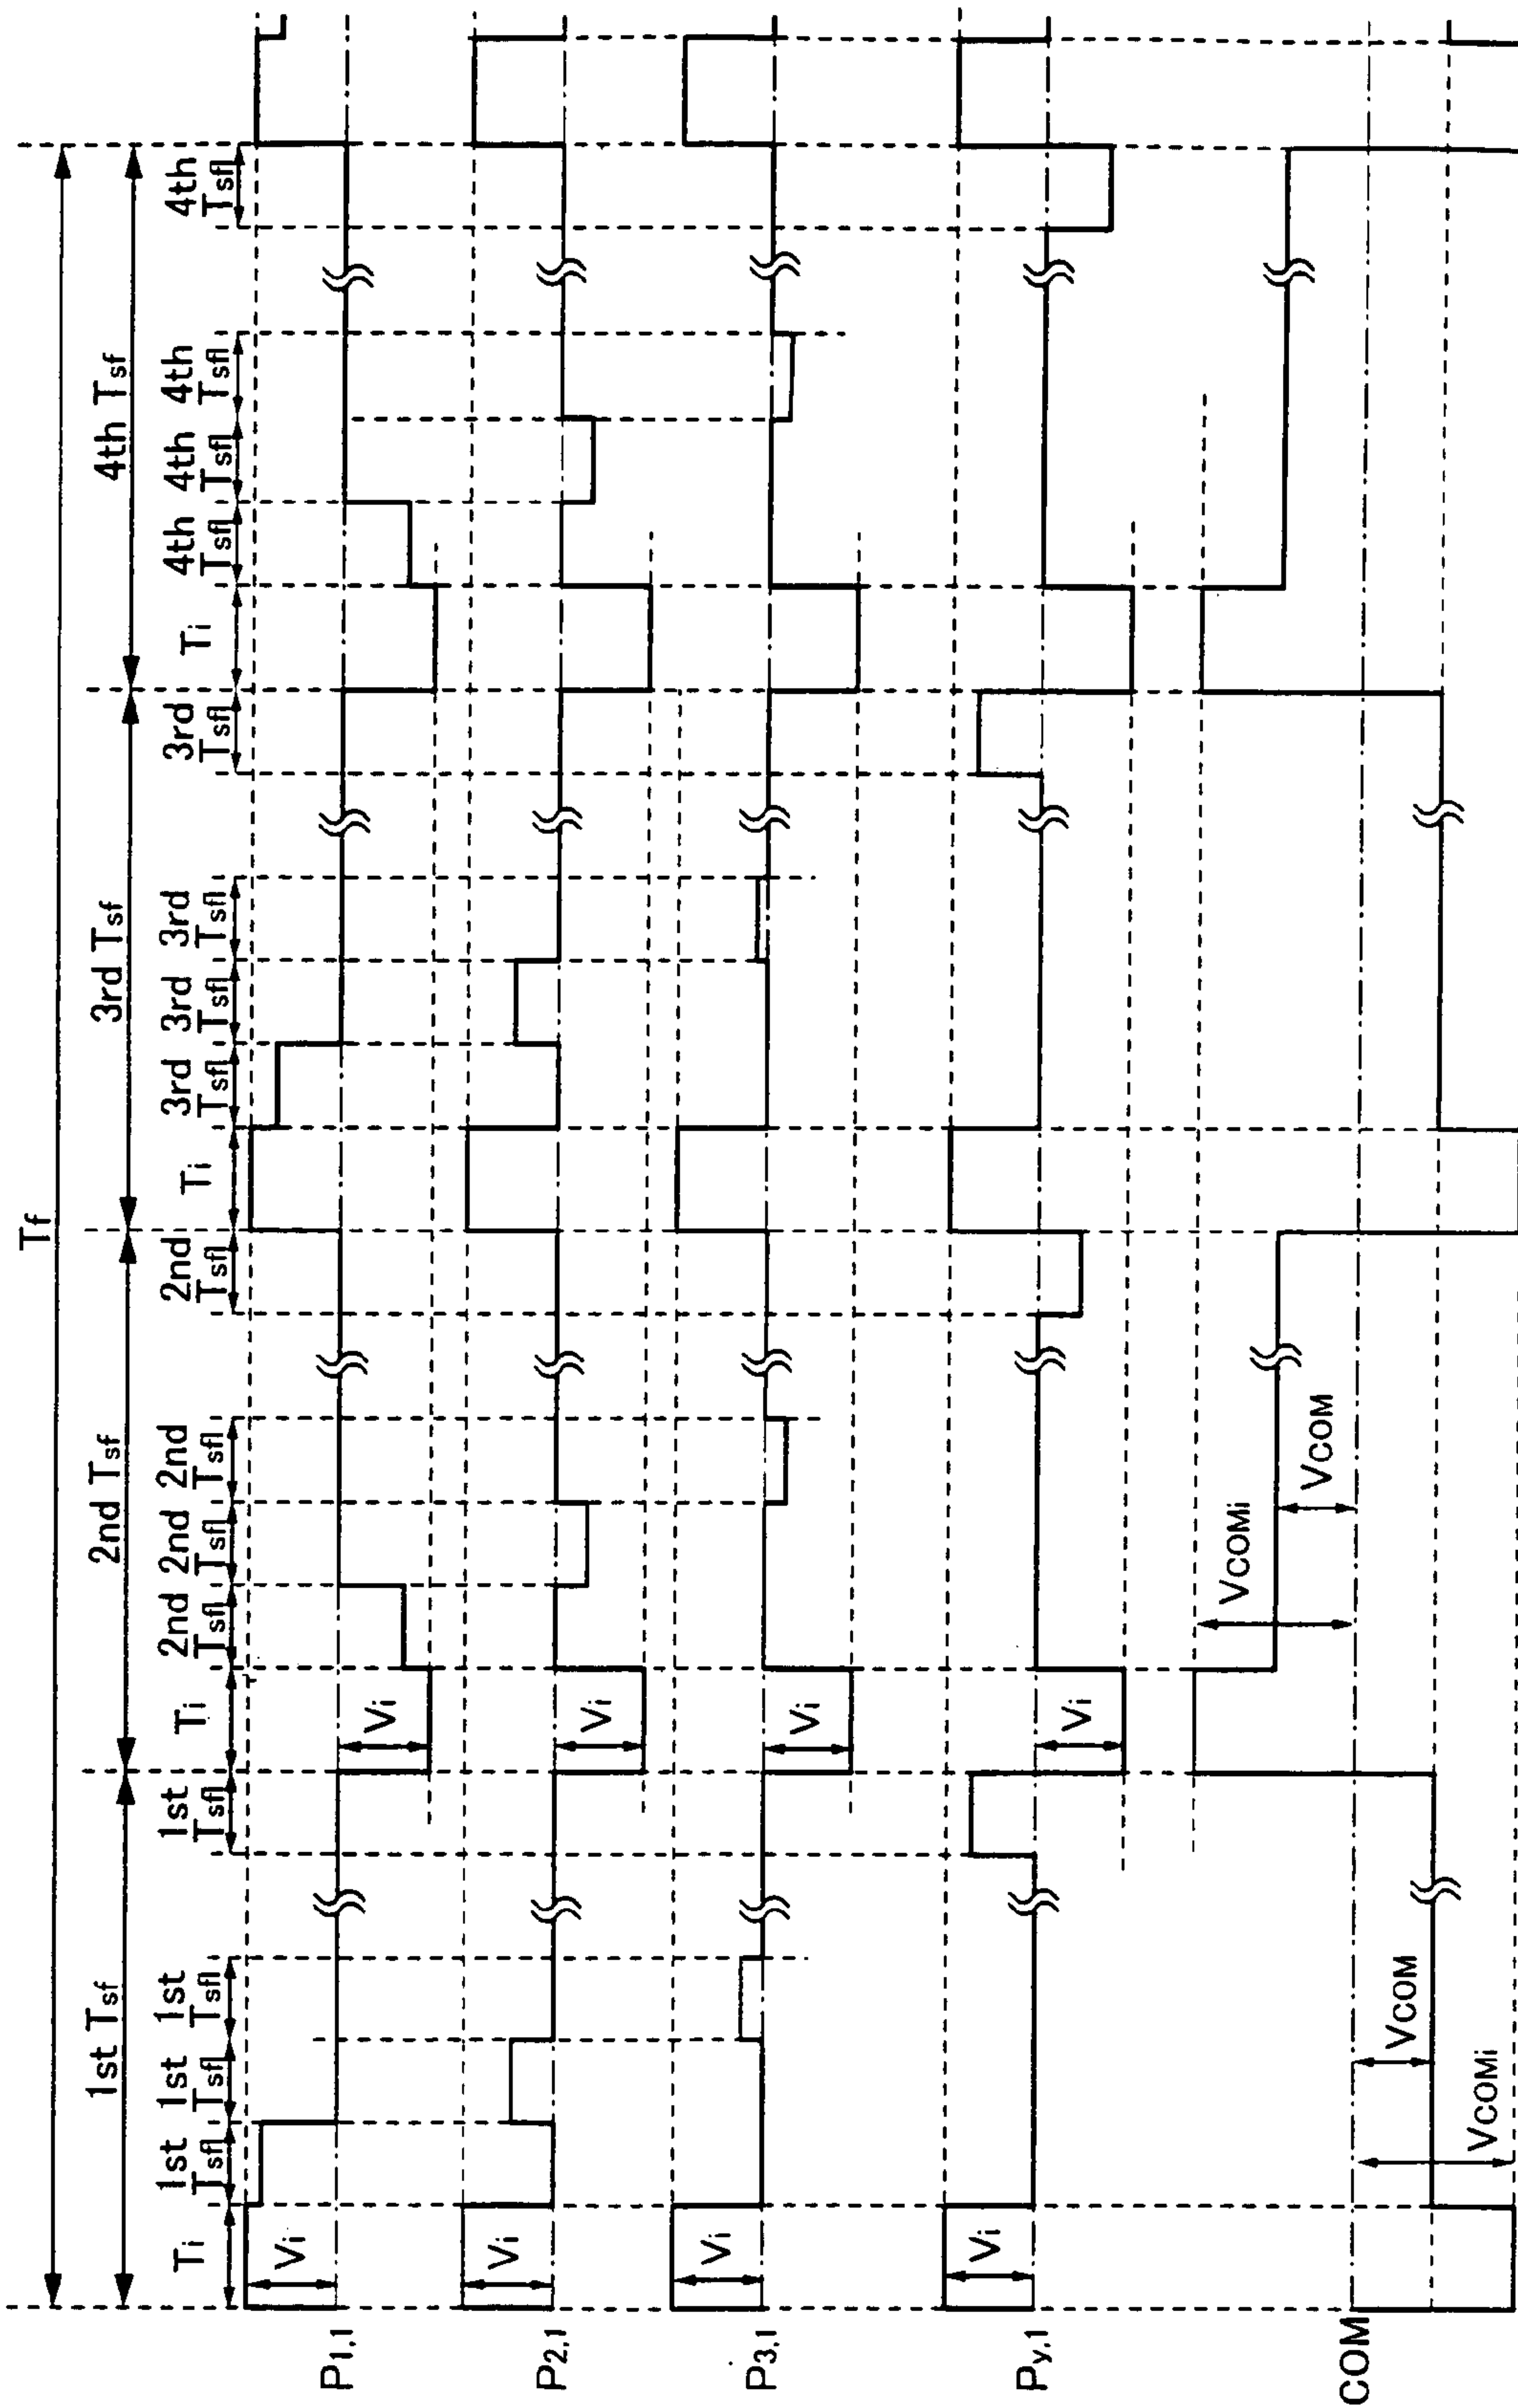 Tf
1st Tsf
2nd Tsf
3rd Tsf
4th Tsf
Ti
1st Tsfl
1st Tsfl
1st Tsfl
1st Tsfl
Ti
2nd Tsfl
2nd Tsfl
2nd Tsfl
2nd Tsfl
Ti
3rd Tsfl
3rd Tsfl
3rd Tsfl
3rd Tsfl
Ti
4th Tsfl
4th Tsfl
4th Tsfl
4th Tsfl
P1,1
Vi
Vi
P2,1
Vi
Vi
P3,1
Vi
Vi
Py,1
Vi
Vi
VCOMi
VCOM
COM
VCOM
VCOMi